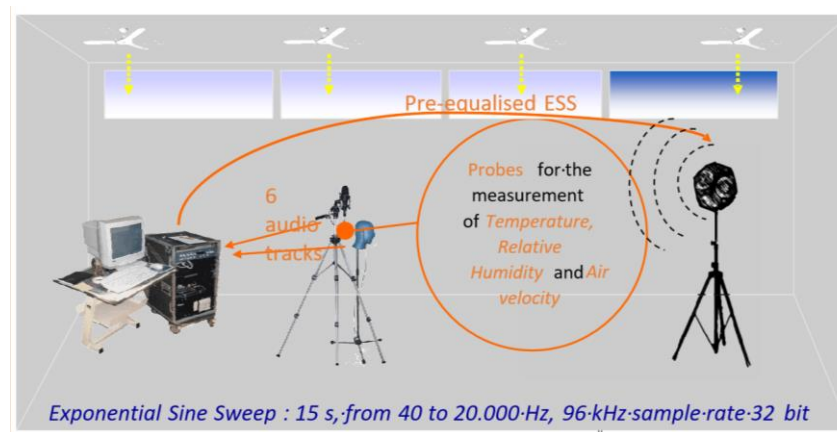 Pre-equalised ESS
6
audio
tracks
Probes for·the
measurement
of Temperature,
Relative
Humidity and Air
velocity
Exponential Sine Sweep : 15 s,·from 40 to 20.000·Hz, 96·kHz·sample·rate·32 bit